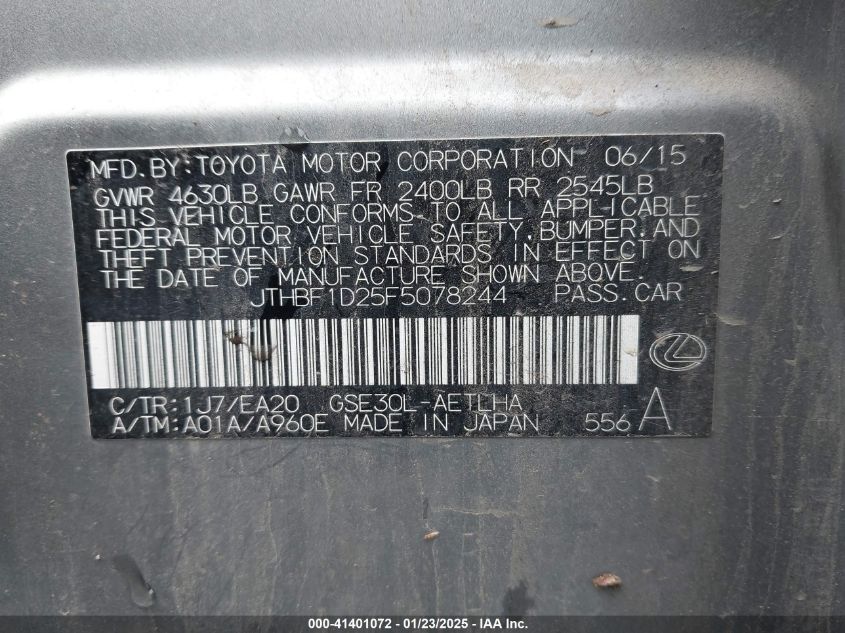 MFD.BY:TOYOTA MOTOR CORPORATION 06/15
GVWR 4630LB GAWR FR 2400LB RR 2545LB
THIS VEHICLE CONFORMS TO ALL APPLICABLE
FEDERAL MOTOR VEHICLE SAFETY, BUMPER, AND
THEFT PREVENTION STANDARDS IN EFFECT ON
THE DATE OF MANUFACTURE SHOWN ABOVE.
JTHBF1D25F5078244 PASS.CAR
C/TR:1J7/EA20 GSE30L-AETLHA
A/TM:A01A/A960E MADE IN JAPAN 556 A
000-41401072 - 01/23/2025 - Copyright © 2025 IAA, Inc.